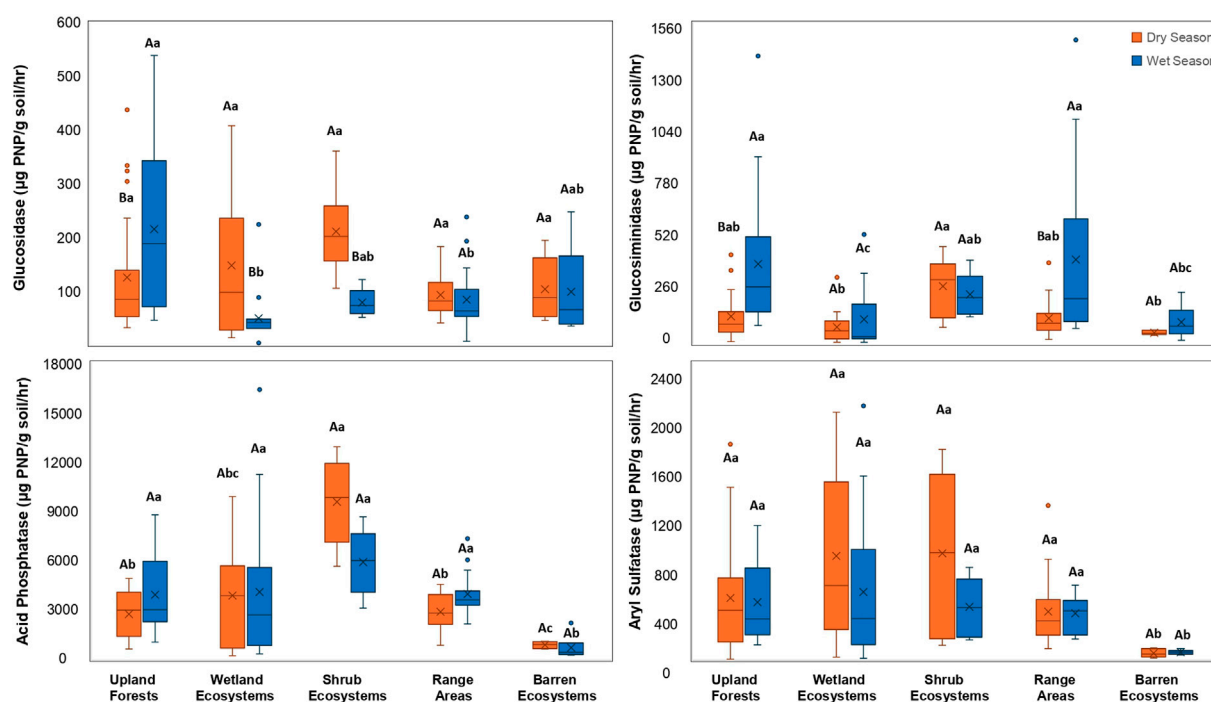 600
500
400
300
200
100
Glucosidase (µg PNP/g soil/hr)
Ba
Aa
Aa
Bb
Aa
Bab
Aa
Ab
Aa
Aab
1560
1300
1040
780
520
260
0
Glucosiminidase (µg PNP/g soil/hr)
Bab
Aa
Ab
Ac
Aa
Aab
Bab
Aa
Ab
Abc
Dry Season
Wet Season
18000
15000
12000
9000
6000
3000
0
Acid Phosphatase (µg PNP/g soil/hr)
Ab
Aa
Abc
Aa
Aa
Aa
Ab
Aa
Ac
Ab
Upland
Forests
Wetland
Ecosystems
Shrub
Ecosystems
Range
Areas
Barren
Ecosystems
2400
2000
1600
1200
800
400
0
Aryl Sulfatase (µg PNP/g soil/hr)
Aa
Aa
Aa
Aa
Aa
Aa
Aa
Aa
Ab
Ab
Upland
Forests
Wetland
Ecosystems
Shrub
Ecosystems
Range
Areas
Barren
Ecosystems